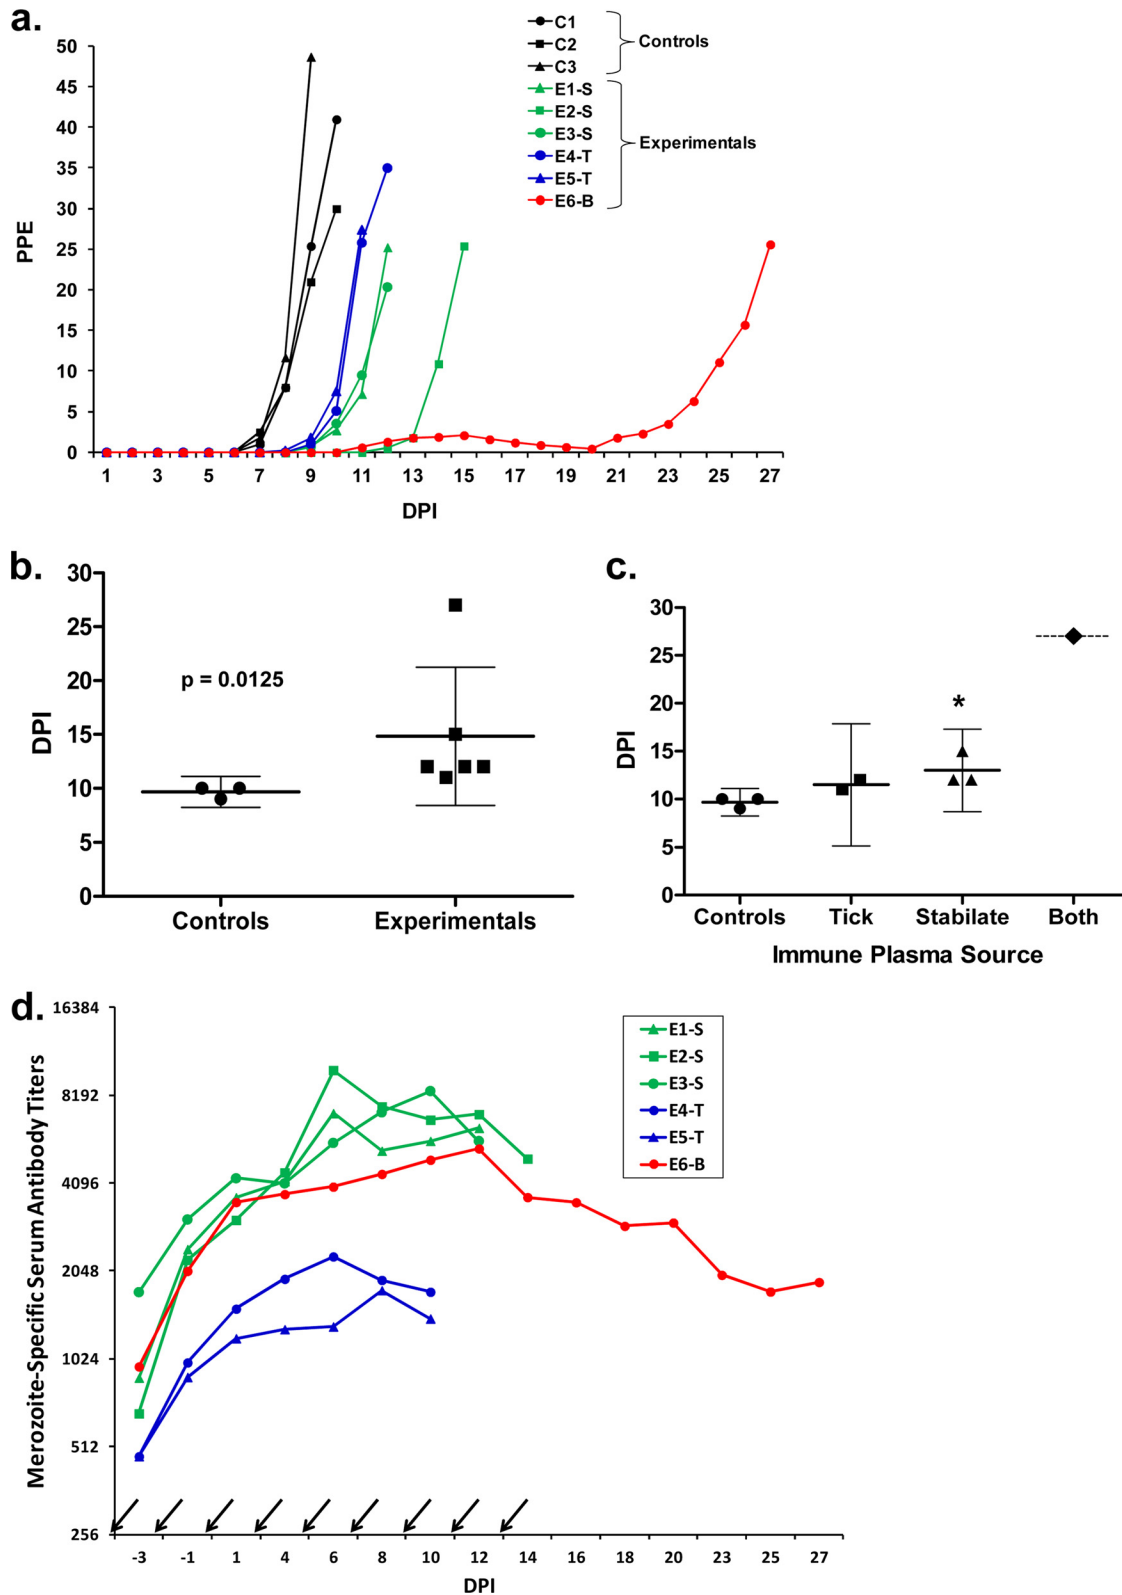 a.
C1
C2
C3
Controls
E1-S
E2-S
E3-S
E4-T
E5-T
E6-B
Experimentals
50
45
40
35
30
25
20
15
10
5
0
PPE
1 3 5 7 9 11 13 15 17 19 21 23 25 27
DPI
b.
30
25
20
15
10
5
0
DPI
p = 0.0125
Controls Experimentals
c.
30
25
20
15
10
5
0
DPI
*
Controls Tick Stabilate Both
Immune Plasma Source
d.
16384
8192
4096
2048
1024
512
256
Merozoite-Specific Serum Antibody Titers
E1-S
E2-S
E3-S
E4-T
E5-T
E6-B
-3 -1 1 4 6 8 10 12 14 16 18 20 23 25 27
DPI